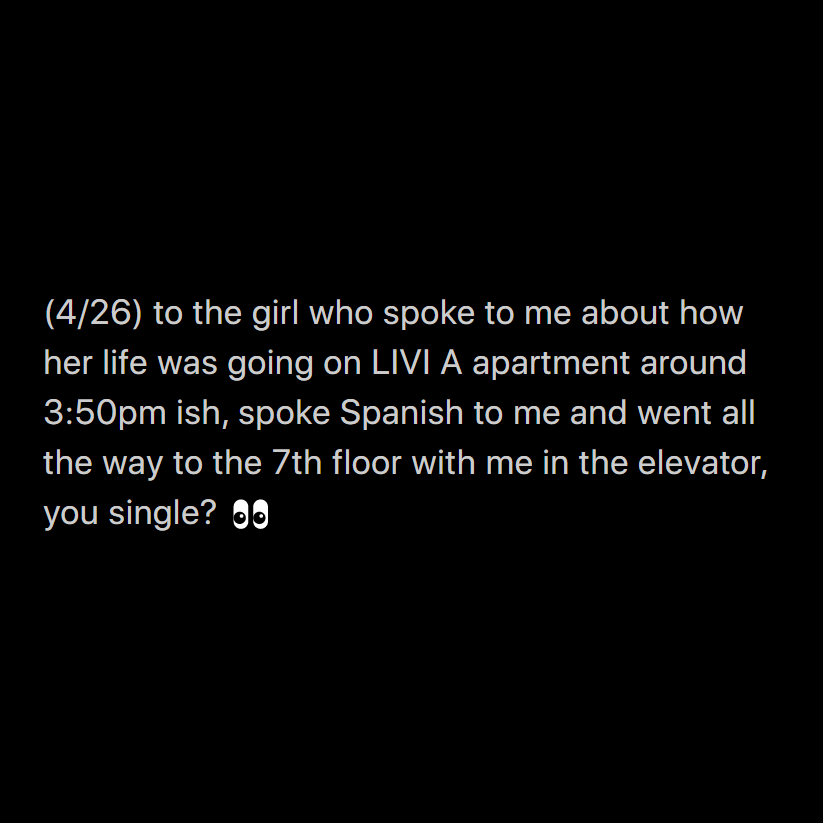 (4/26) to the girl who spoke to me about how
her life was going on LIVI A apartment around
3:50pm ish, spoke Spanish to me and went all
the way to the 7th floor with me in the elevator,
you single? 👀